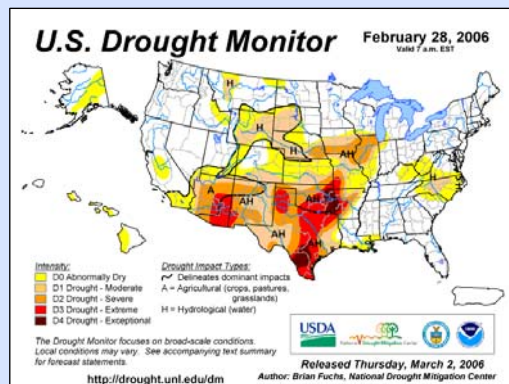 U.S. Drought Monitor
February 28, 2006
Valid 7 a.m. EST
H
H
H
AH
A
AH
AH
AH
AH
AH
Intensity:
D0 Abnormally Dry
D1 Drought - Moderate
D2 Drought - Severe
D3 Drought - Extreme
D4 Drought - Exceptional
Drought Impact Types:
Delineates dominant impacts
A = Agricultural (crops, pastures,
grasslands)
H = Hydrological (water)
The Drought Monitor focuses on broad-scale conditions.
Local conditions may vary. See accompanying text summary
for forecast statements.
http://drought.unl.edu/dm
USDA
National Drought Mitigation Center
Released Thursday, March 2, 2006
Author: Brian Fuchs, National Drought Mitigation Center